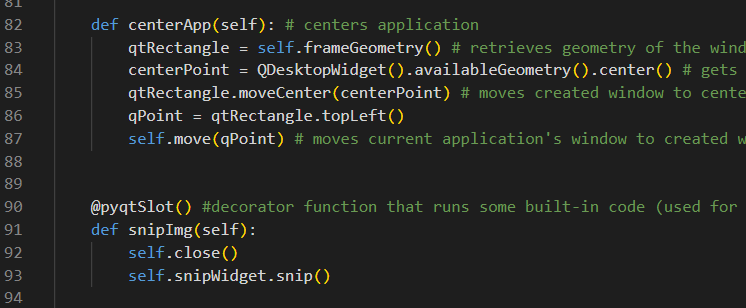 81
82 def centerApp(self): # centers application
83 qtRectangle = self.frameGeometry() # retrieves geometry of the wind
84 centerPoint = QDesktopWidget().availableGeometry().center() # gets
85 qtRectangle.moveCenter(centerPoint) # moves created window to cente
86 qPoint = qtRectangle.topLeft()
87 self.move(qPoint) # moves current application's window to created w
88
89
90 @pyqtSlot() #decorator function that runs some built-in code (used for
91 def snipImg(self):
92 self.close()
93 self.snipWidget.snip()
94